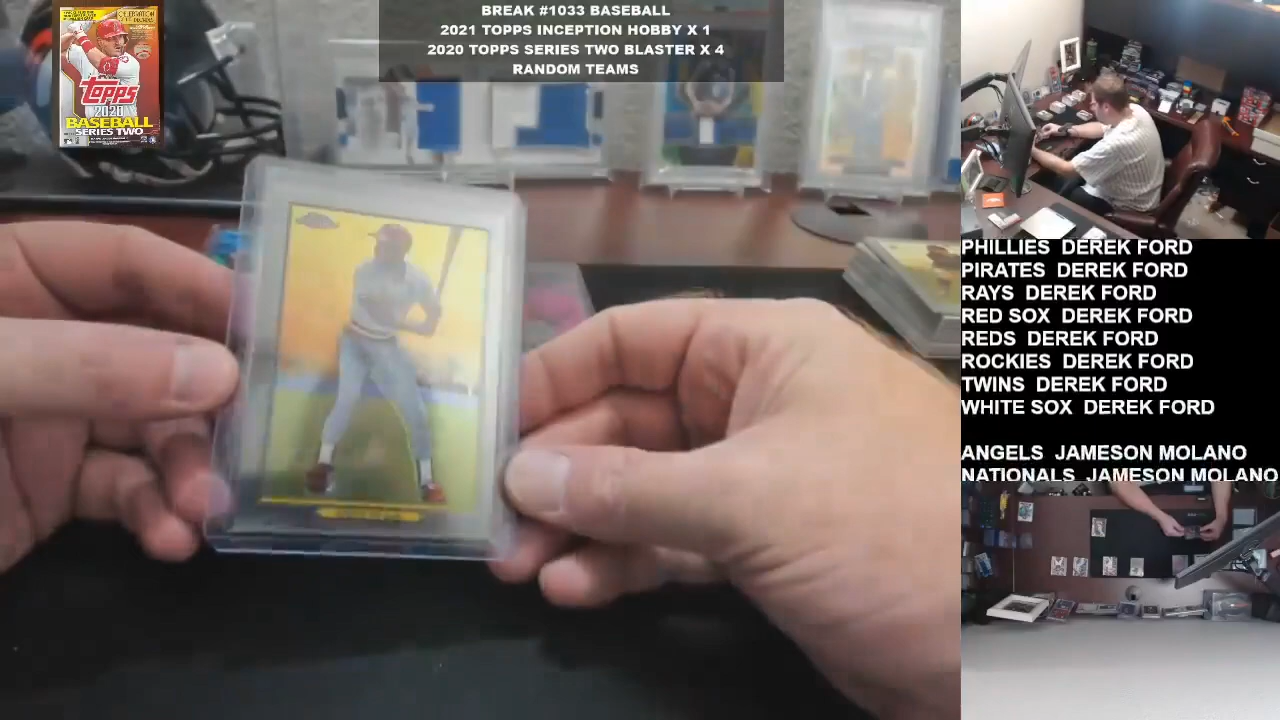 BREAK #1033 BASEBALL
2021 TOPPS INCEPTION HOBBY X 1
2020 TOPPS SERIES TWO BLASTER X 4
RANDOM TEAMS
Topps
2020
BASEBALL
SERIES TWO
PHILLIES DEREK FORD
PIRATES DEREK FORD
RAYS DEREK FORD
RED SOX DEREK FORD
REDS DEREK FORD
ROCKIES DEREK FORD
TWINS DEREK FORD
WHITE SOX DEREK FORD
ANGELS JAMESON MOLANO
NATIONALS JAMESON MOLANO